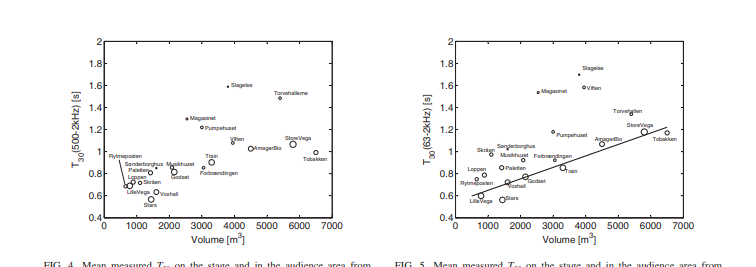 2
1.8
1.6
1.4
1.2
1
0.8
0.6
0.4
0 1000 2000 3000 4000 5000 6000 7000
T30(500-2kHz) [s]
Volume [m3]
Slagelse
Torvehallerne
Magasinet
Pumpehuset
Viften
StoreVega
AmagerBio
Tobakken
Train
Rytmeposten
Sønderborghus
Musikhuzet
Paletten
Forbrændingen
Godset
Loppen
Skråen
LilleVega
Voxhall
Stars
2
1.8
1.6
1.4
1.2
1
0.8
0.6
0.4
0 1000 2000 3000 4000 5000 6000 7000
T30(63-2kHz) [s]
Volume [m3]
Slagelse
Magasinet
Viften
Torvehallen
StoreVega
Pumpehuset
AmagerBio
Tobakken
Sønderborghus
Skråen
Musikhuzet
Forbrændingen
Loppen
Paletten
Train
Rytmeposten
Godset
Voxhall
LilleVega
Stars
FIG. 4. Mean measured T30 on the stage and in the audience area from
FIG. 5. Mean measured T30 on the stage and in the audience area from